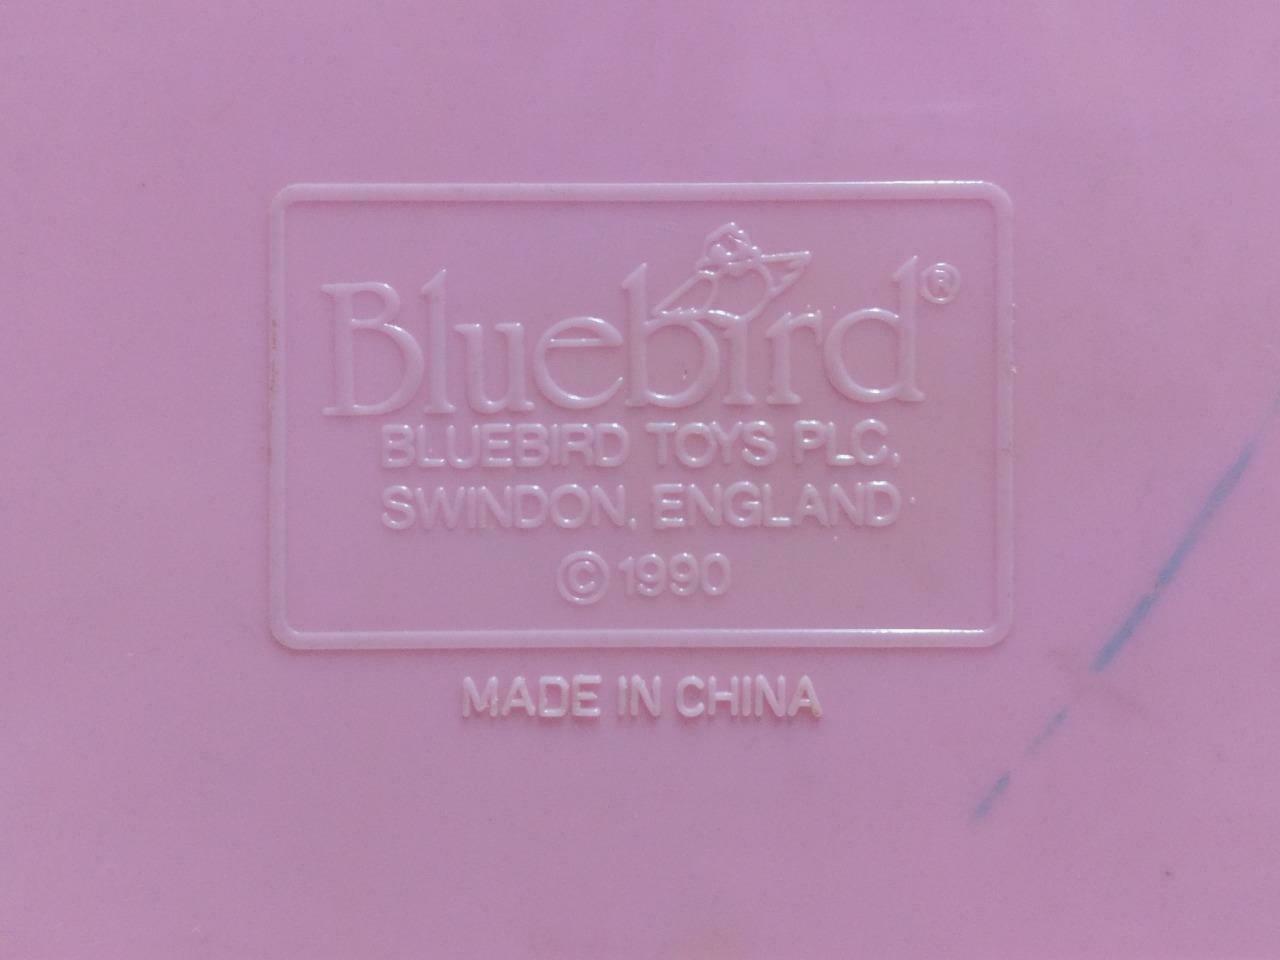 Bluebird®
BLUEBIRD TOYS PLC,
SWINDON, ENGLAND
© 1990
MADE IN CHINA